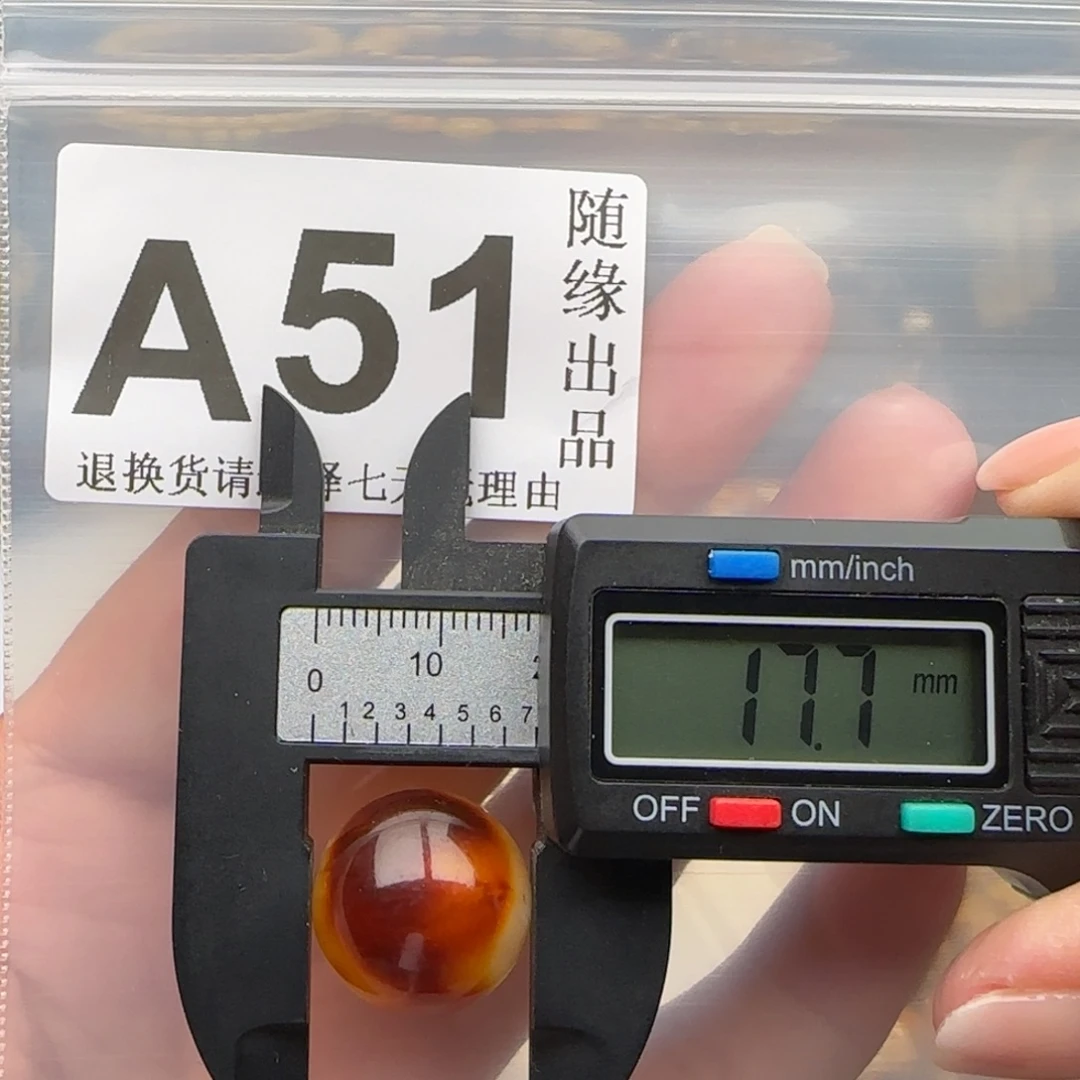 A51
随缘出品
退换货请 择七天 理由
mm/inch
17.7 mm
0 10
1 2 3 4 5 6 7
OFF ON ZERO